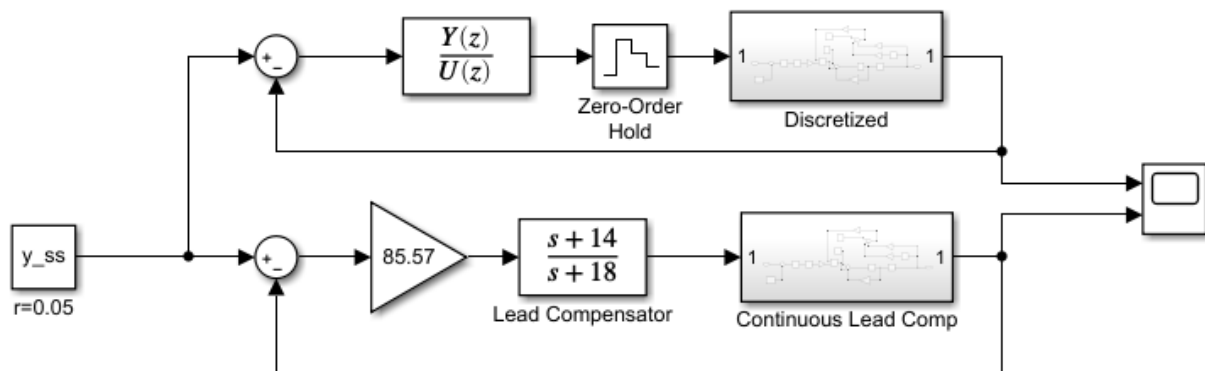 +
-
Y(z)
U(z)
Zero-Order
Hold
1
1
Discretized
y_ss
r=0.05
+
-
85.57
s + 14
s + 18
Lead Compensator
1
1
Continuous Lead Comp